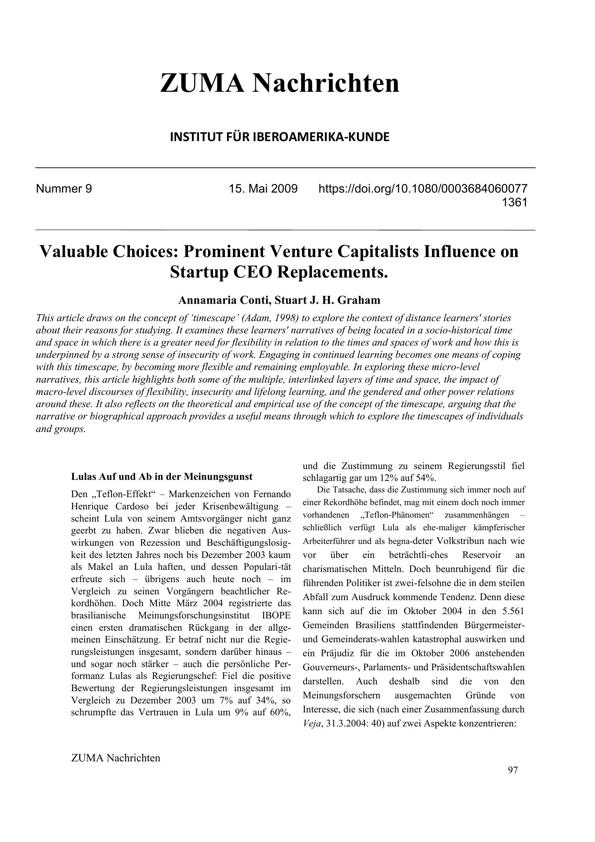 ZUMA Nachrichten
INSTITUT FÜR IBEROAMERIKA-KUNDE
Nummer 9 15. Mai 2009 https://doi.org/10.1080/0003684060077
1361
Valuable Choices: Prominent Venture Capitalists Influence on
Startup CEO Replacements.
Annamaria Conti, Stuart J. H. Graham
This article draws on the concept of ‘timescape’ (Adam, 1998) to explore the context of distance learners' stories
about their reasons for studying. It examines these learners' narratives of being located in a socio-historical time
and space in which there is a greater need for flexibility in relation to the times and spaces of work and how this is
underpinned by a strong sense of insecurity of work. Engaging in continued learning becomes one means of coping
with this timescape, by becoming more flexible and remaining employable. In exploring these micro-level
narratives, this article highlights both some of the multiple, interlinked layers of time and space, the impact of
macro-level discourses of flexibility, insecurity and lifelong learning, and the gendered and other power relations
around these. It also reflects on the theoretical and empirical use of the concept of the timescape, arguing that the
narrative or biographical approach provides a useful means through which to explore the timescapes of individuals
and groups.
Lulas Auf und Ab in der Meinungsgunst
Den „Teflon-Effekt“ – Markenzeichen von Fernando
Henrique Cardoso bei jeder Krisenbewältigung –
scheint Lula von seinem Amtsvorgänger nicht ganz
geerbt zu haben. Zwar blieben die negativen Aus-
wirkungen von Rezession und Beschäftigungslosig-
keit des letzten Jahres noch bis Dezember 2003 kaum
als Makel an Lula haften, und dessen Populari-tät
erfreute sich – übrigens auch heute noch – im
Vergleich zu seinen Vorgängern beachtlicher Re-
kordhöhen. Doch Mitte März 2004 registrierte das
brasilianische Meinungsforschungsinstitut IBOPE
einen ersten dramatischen Rückgang in der allge-
meinen Einschätzung. Er betraf nicht nur die Regie-
rungsleistungen insgesamt, sondern darüber hinaus –
und sogar noch stärker – auch die persönliche Per-
formanz Lulas als Regierungschef: Fiel die positive
Bewertung der Regierungsleistungen insgesamt im
Vergleich zu Dezember 2003 um 7% auf 34%, so
schrumpfte das Vertrauen in Lula um 9% auf 60%,
und die Zustimmung zu seinem Regierungsstil fiel
schlagartig gar um 12% auf 54%.
Die Tatsache, dass die Zustimmung sich immer noch auf
einer Rekordhöhe befindet, mag mit einem doch noch immer
vorhandenen „Teflon-Phänomen“ zusammenhängen –
schließlich verfügt Lula als ehe-maliger kämpferischer
Arbeiterführer und als begna-deter Volkstribun nach wie
vor über ein beträchtli-ches Reservoir an
charismatischen Mitteln. Doch beunruhigend für die
führenden Politiker ist zwei-felsohne die in dem steilen
Abfall zum Ausdruck kommende Tendenz. Denn diese
kann sich auf die im Oktober 2004 in den 5.561
Gemeinden Brasiliens stattfindenden Bürgermeister-
und Gemeinderats-wahlen katastrophal auswirken und
ein Präjudiz für die im Oktober 2006 anstehenden
Gouverneurs-, Parlaments- und Präsidentschaftswahlen
darstellen. Auch deshalb sind die von den
Meinungsforschern ausgemachten Gründe von
Interesse, die sich (nach einer Zusammenfassung durch
Veja, 31.3.2004: 40) auf zwei Aspekte konzentrieren:
ZUMA Nachrichten
97